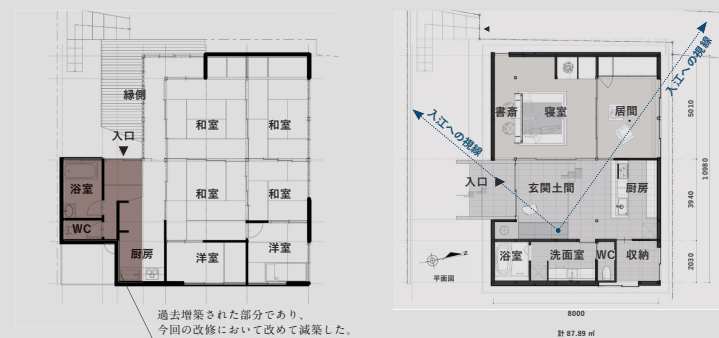 縁側
和室
和室
入口
浴室
和室
和室
WC
厨房
洋室
洋室
過去増築された部分であり、
今回の改修において改めて減築した。
入江への視線
書斎
寝室
居間
入江への視線
入口
玄関土間
厨房
浴室
洗面室
WC
収納
N
平面図
5010
3940
2030
10980
8000
計 87.89 ㎡